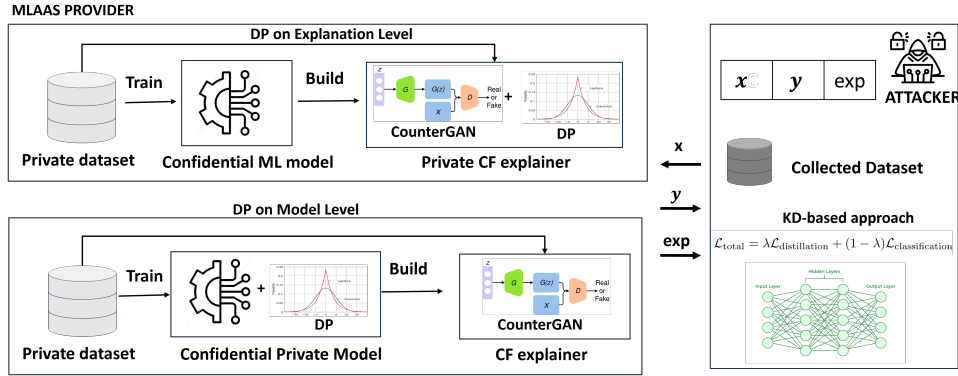 MLAAS PROVIDER
DP on Explanation Level
Train
Build
Z
G
G(z)
X
D
Real
or
Fake
+
CounterGAN
DP
Private dataset
Confidential ML model
Private CF explainer
DP on Model Level
Train
+
Build
DP
Z
G
G(z)
X
D
Real
or
Fake
CounterGAN
Private dataset
Confidential Private Model
CF explainer
x
y
exp
x y exp
ATTACKER
Collected Dataset
KD-based approach
ℒtotal = λℒdistillation + (1 − λ)ℒclassification
Hidden Layers
Input Layer
Output Layer